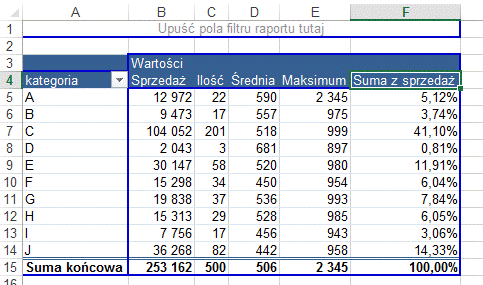 A B C D E F
1 Upuść pola filtru raportu tutaj
2
3 Wartości
4 kategoria Sprzedaż Ilość Średnia Maksimum Suma z sprzedaż
5 A 12 972 22 590 2 345 5,12%
6 B 9 473 17 557 975 3,74%
7 C 104 052 201 518 999 41,10%
8 D 2 043 3 681 897 0,81%
9 E 30 147 58 520 980 11,91%
10 F 15 298 34 450 954 6,04%
11 G 19 838 37 536 993 7,84%
12 H 15 313 29 528 985 6,05%
13 I 7 756 17 456 943 3,06%
14 J 36 268 82 442 958 14,33%
15 Suma końcowa 253 162 500 506 2 345 100,00%
16